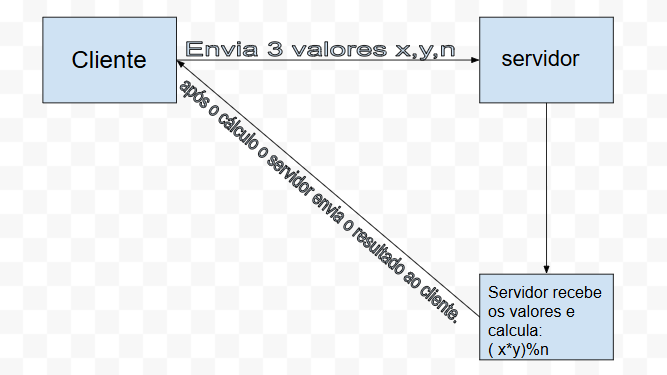 Cliente
Envia 3 valores x,y,n
servidor
após o cálculo o servidor envia o resultado ao cliente.
Servidor recebe
os valores e
calcula:
( x*y)%n